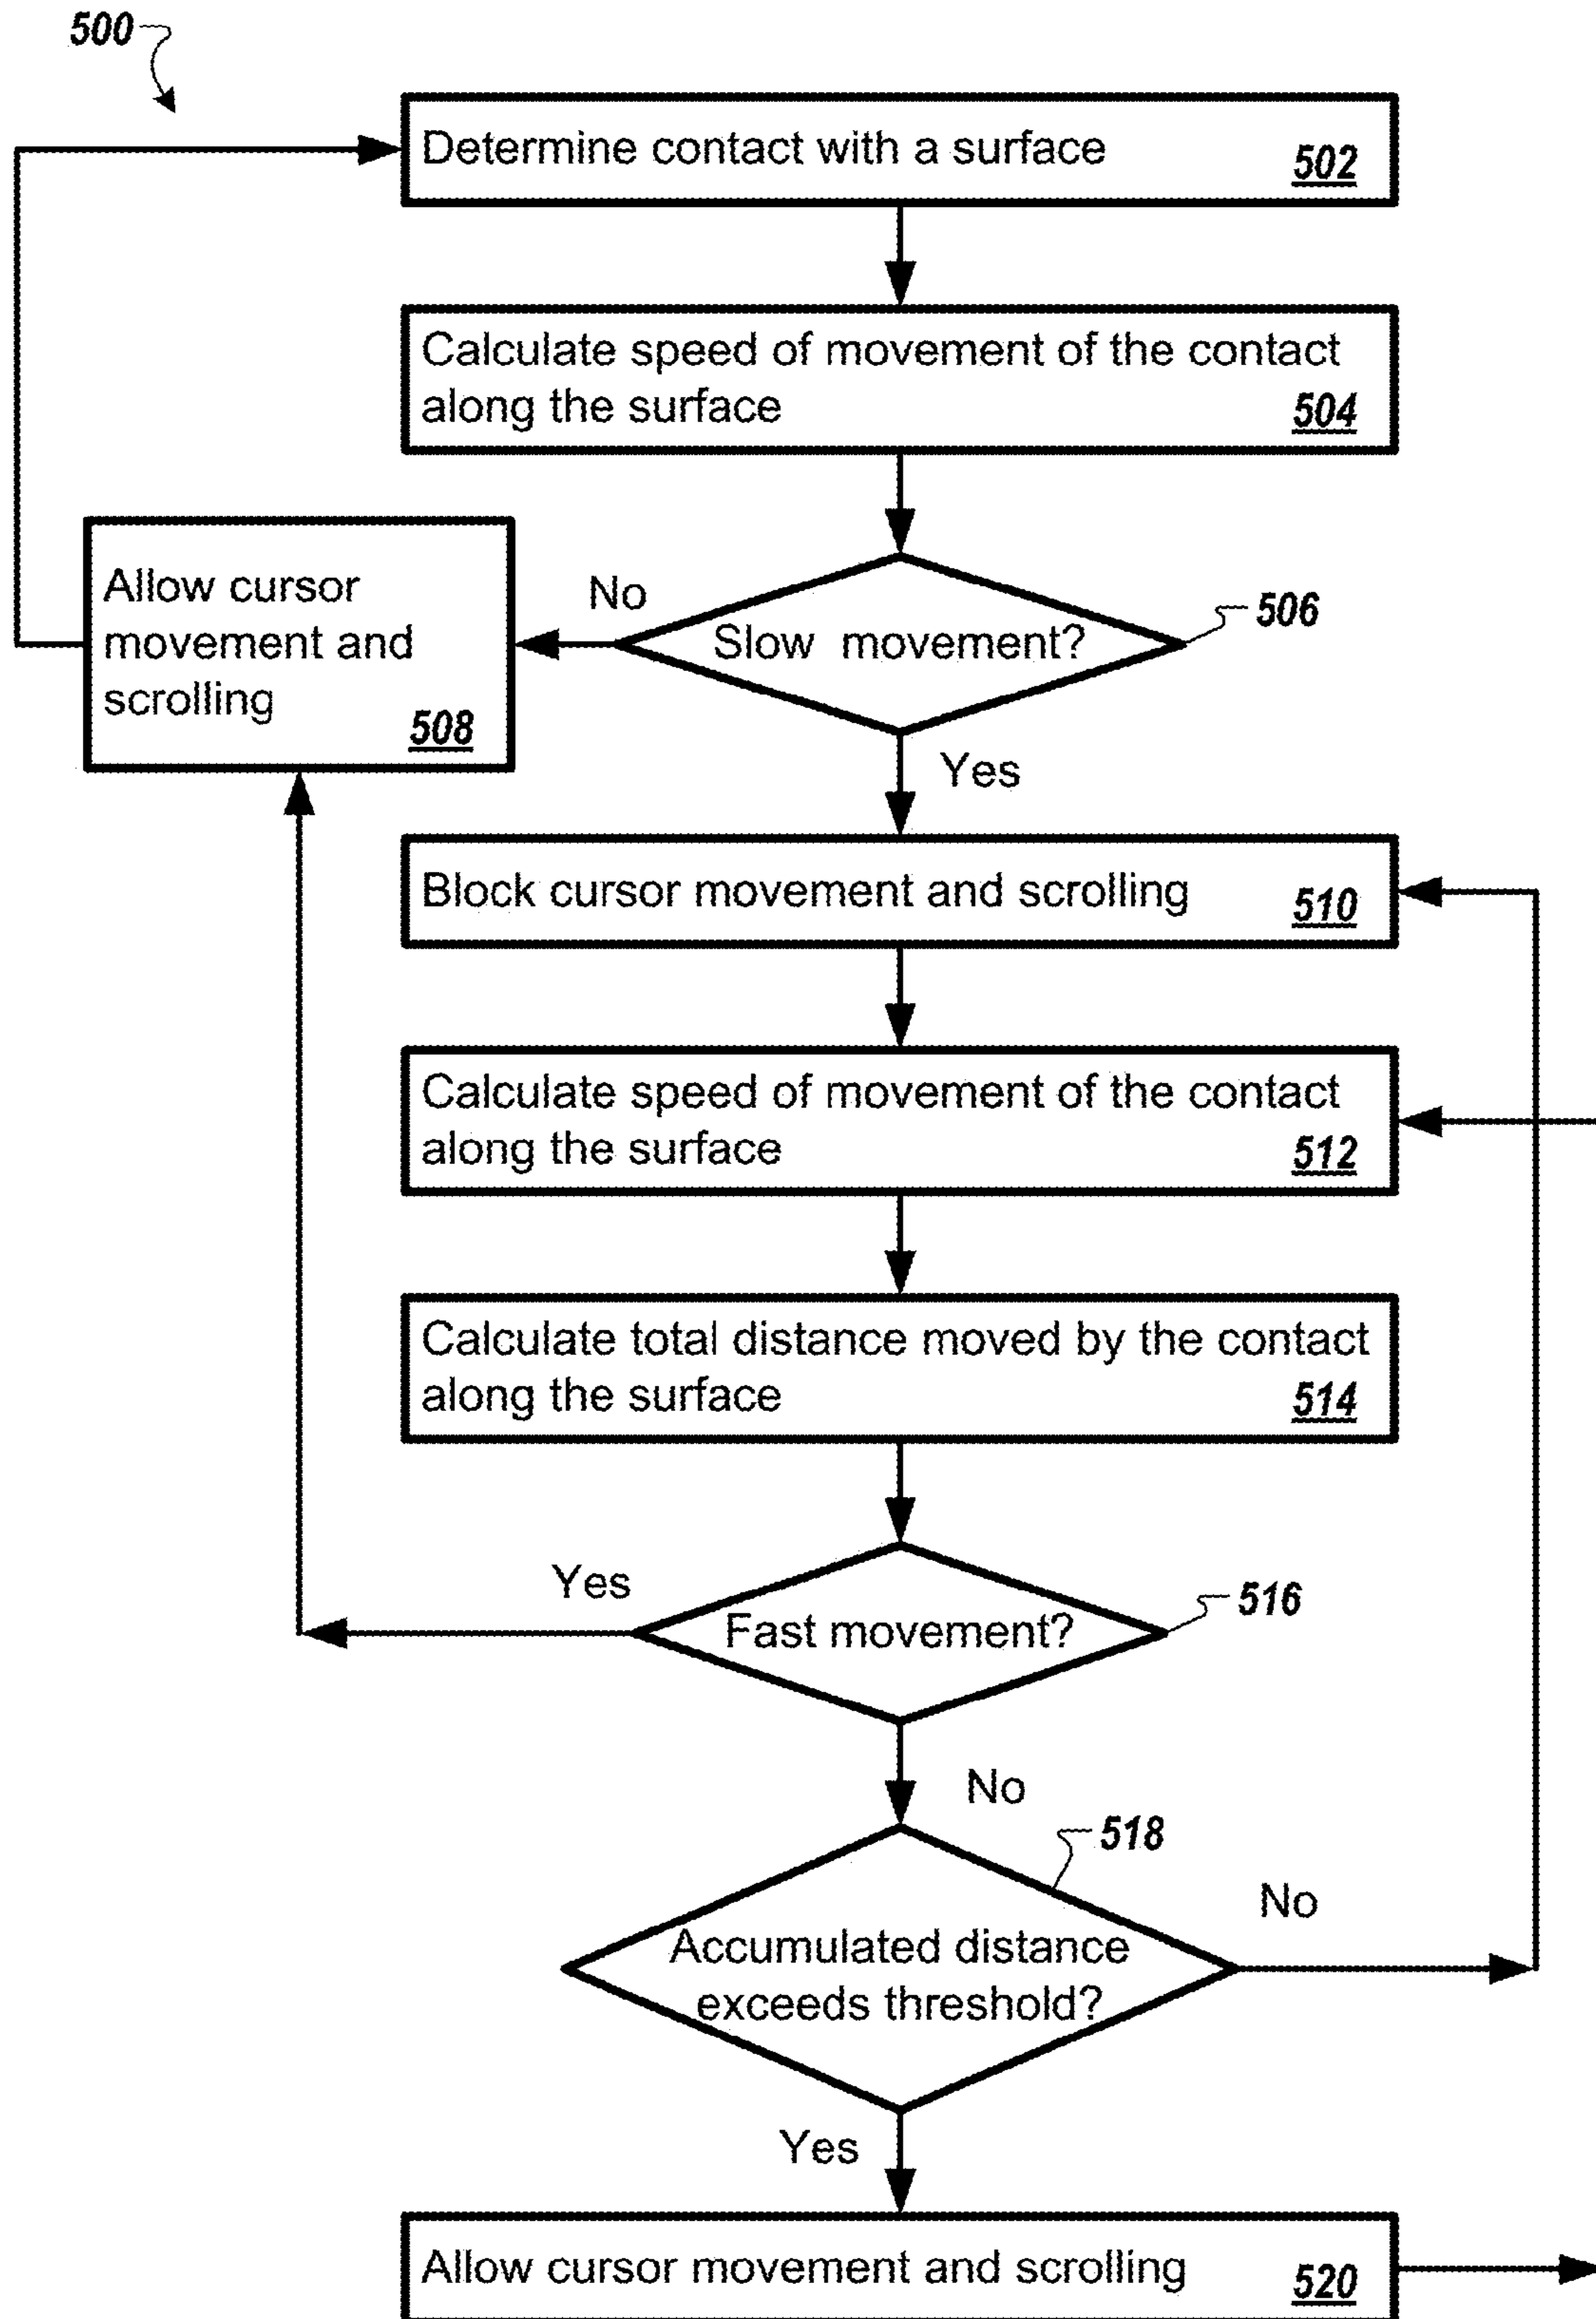 500
Determine contact with a surface
502
Calculate speed of movement of the contact
along the surface
504
Allow cursor
movement and
scrolling
508
No
Slow movement?
506
Yes
Block cursor movement and scrolling
510
Calculate speed of movement of the contact
along the surface
512
Calculate total distance moved by the contact
along the surface
514
Yes
Fast movement?
516
No
518
Accumulated distance
exceeds threshold?
No
Yes
Allow cursor movement and scrolling
520